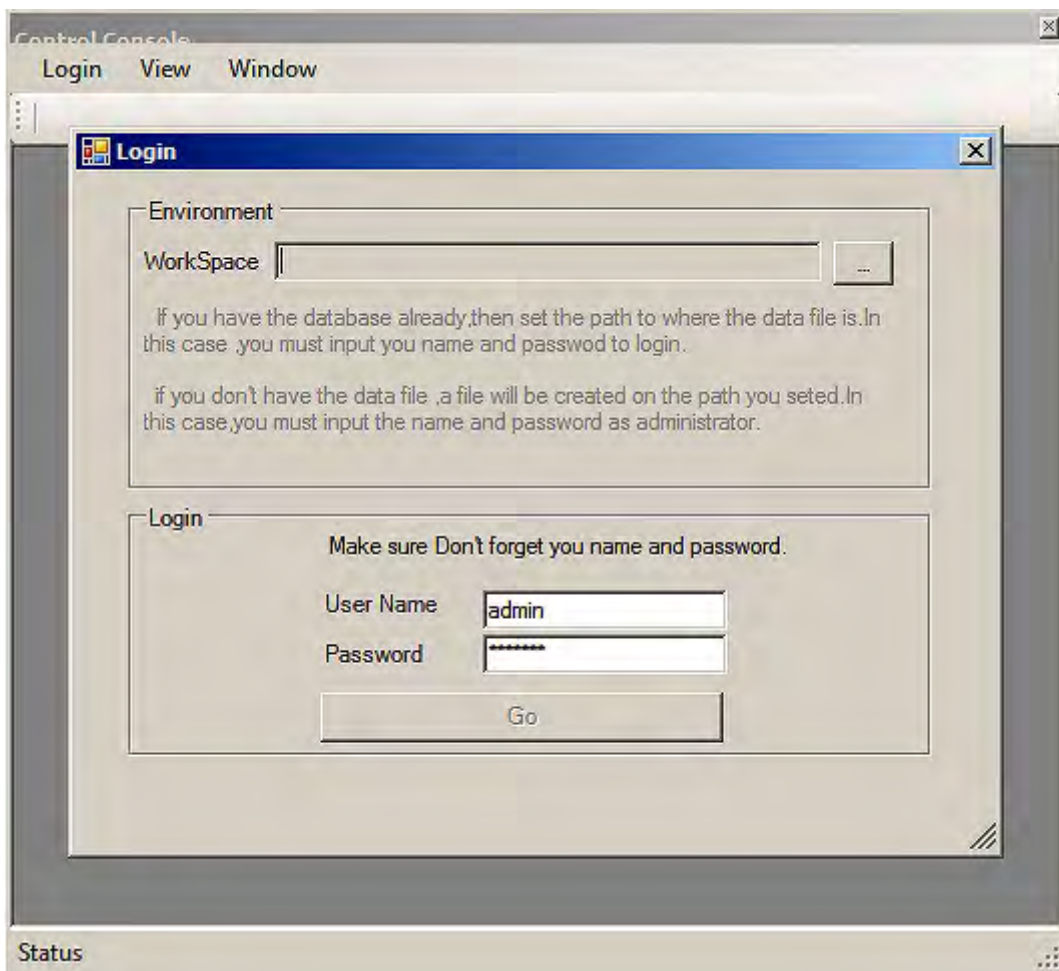 Control Console
Login View Window
Login
Environment
WorkSpace
...
If you have the database already,then set the path to where the data file is.In
this case ,you must input you name and passwod to login.
if you don't have the data file ,a file will be created on the path you seted.In
this case,you must input the name and password as administrator.
Login
Make sure Don't forget you name and password.
User Name admin
Password *******
Go
Status